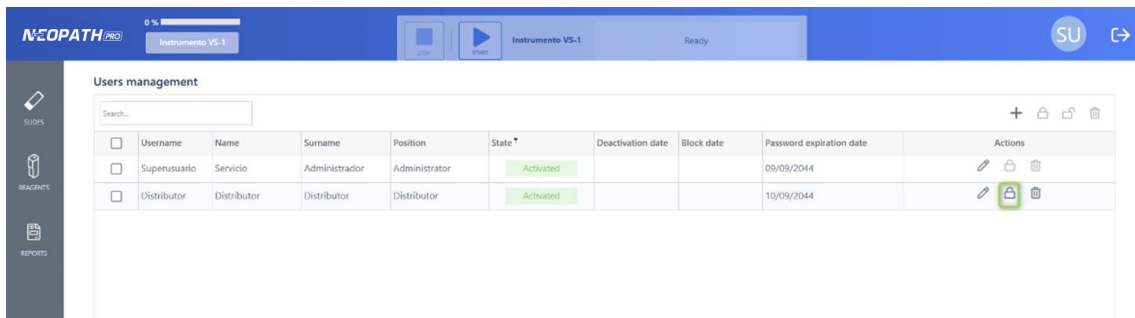 NEOPATH PRO
0 %
Instrumento VS-1
STOP
START
Instrumento VS-1
Ready
SU
SLIDES
REAGENTS
REPORTS
Users management
Search...
Username Name Surname Position State Deactivation date Block date Password expiration date Actions
Superusuario Servicio Administrador Administrator Activated 09/09/2044
Distributor Distributor Distributor Distributor Activated 10/09/2044